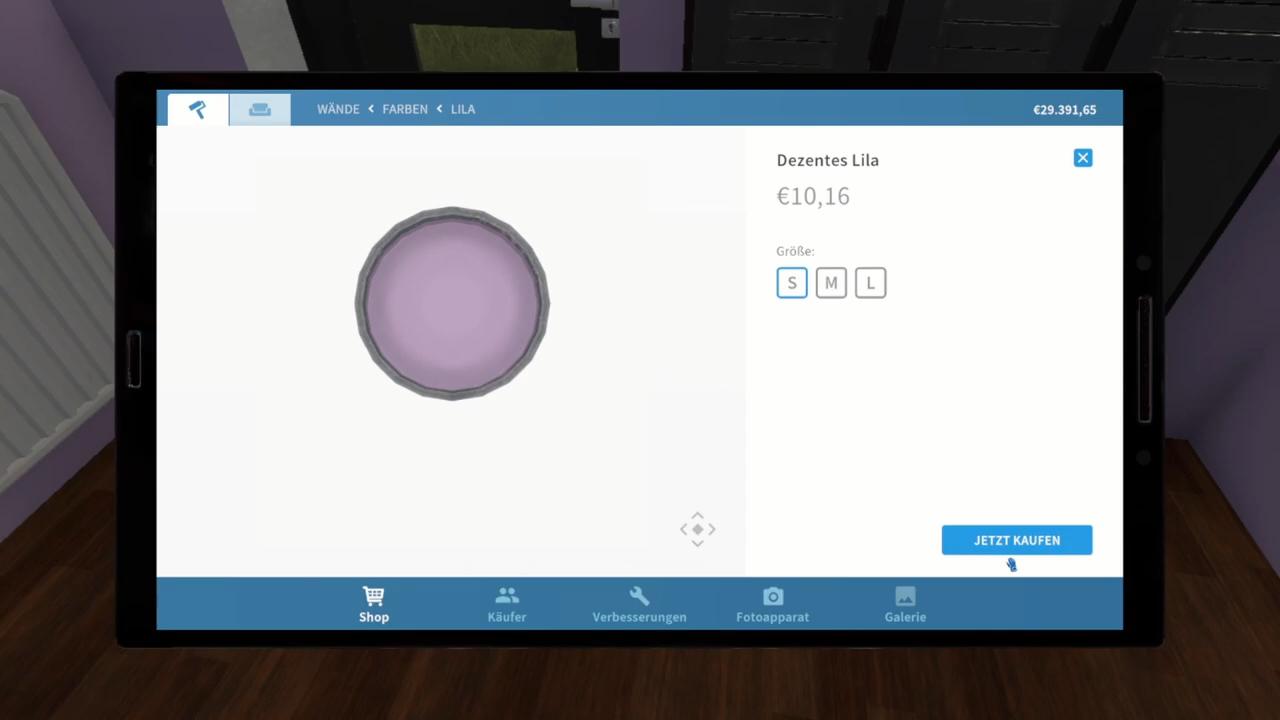 WÄNDE < FARBEN < LILA
€29.391,65
Dezentes Lila
€10,16
Größe:
S M L
JETZT KAUFEN
Shop
Käufer
Verbesserungen
Fotoapparat
Galerie